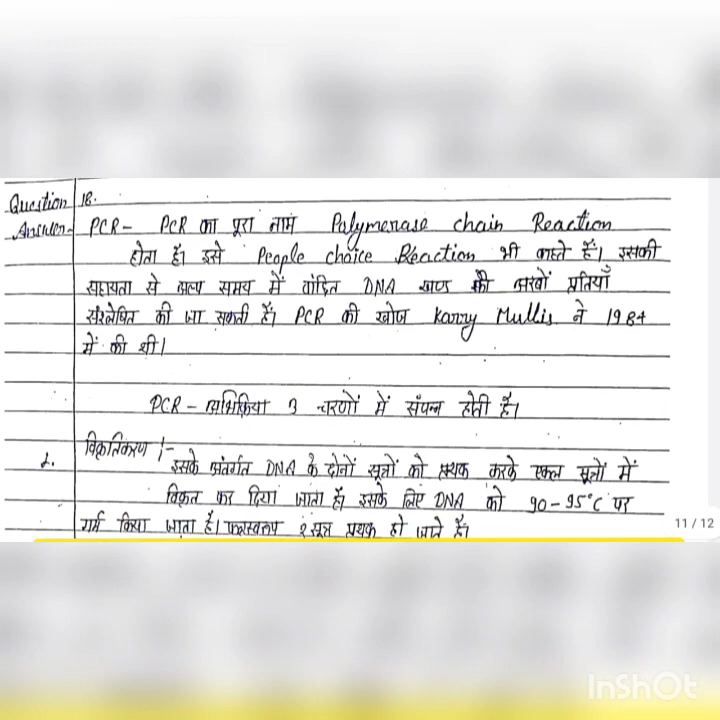 Question 18.
Answer- PCR- PCR का पूरा नाम Polymerase chain Reaction
होता है। इसे People choice Reaction भी कहते हैं। इसकी
सहायता से अल्प समय में वांछित DNA खण्ड की अरबों प्रतियाँ
संश्लेषित की जा सकती हैं। PCR की खोज Karry Mullis ने 1984
में की थी।
PCR - अभिक्रिया 3 चरणों में संपन्न होती है।
1. विकृतिकरण :-
इसके अंतर्गत DNA के दोनों सूत्रों को पृथक करके एकल सूत्रों में
विकृत कर दिया जाता है। इसके लिए DNA को 90-95°C पर
गर्म किया जाता है। फलस्वरूप 2 सूत्र पृथक हो जाते हैं।
11 / 12
InShOt